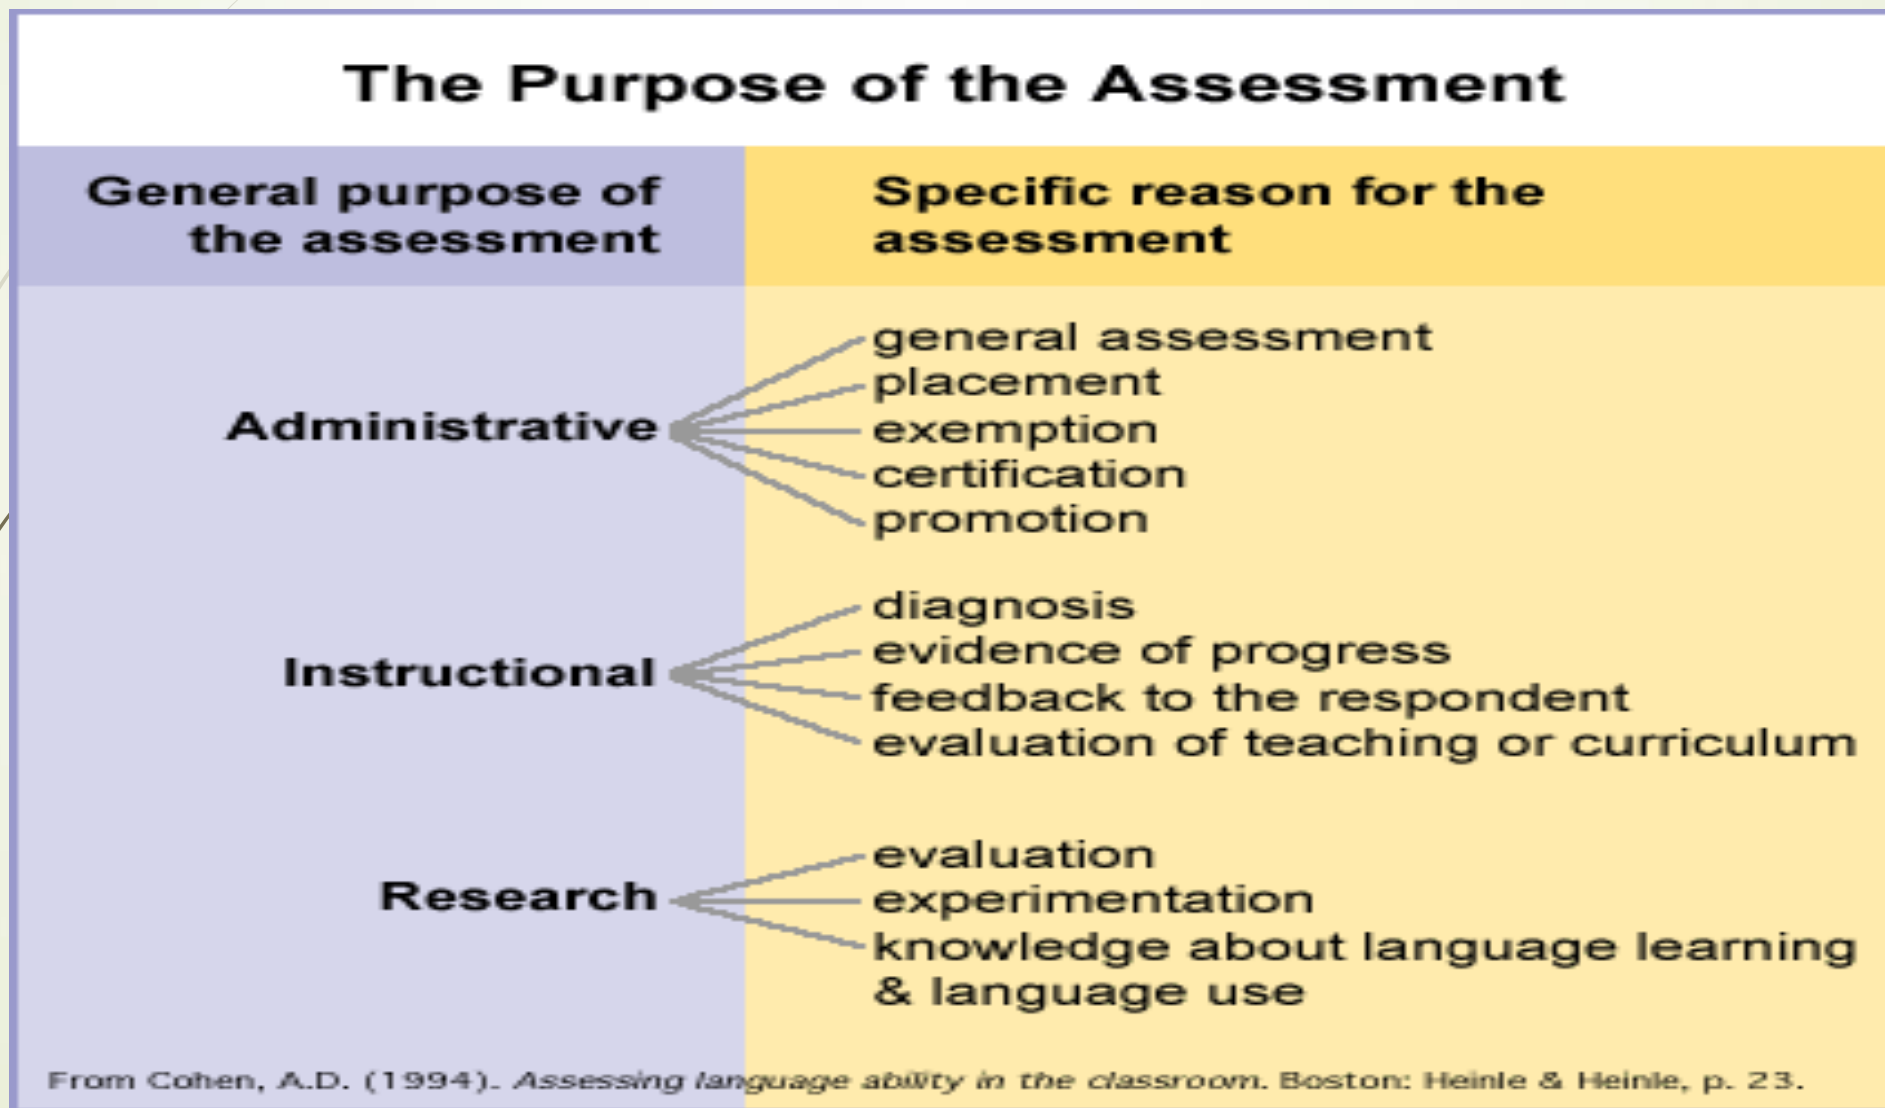 The Purpose of the Assessment
General purpose of
the assessment
Specific reason for the
assessment
Administrative
general assessment
placement
exemption
certification
promotion
Instructional
diagnosis
evidence of progress
feedback to the respondent
evaluation of teaching or curriculum
Research
evaluation
experimentation
knowledge about language learning
& language use
From Cohen, A.D. (1994). Assessing language ability in the classroom. Boston: Heinle & Heinle, p. 23.